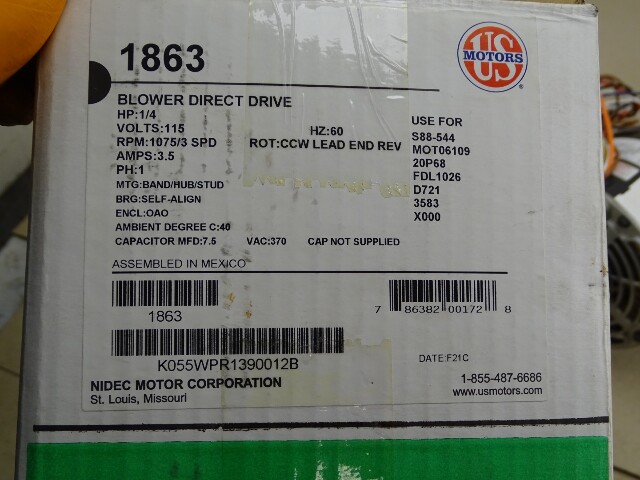 1863
US
MOTORS
®
BLOWER DIRECT DRIVE
HP:1/4
VOLTS:115
HZ:60
RPM:1075/3 SPD
ROT:CCW LEAD END REV
AMPS:3.5
PH:1
MTG:BAND/HUB/STUD
BRG:SELF-ALIGN
ENCL:OAO
AMBIENT DEGREE C:40
CAPACITOR MFD:7.5 VAC:370 CAP NOT SUPPLIED
USE FOR
S88-544
MOT06109
20P68
FDL1026
D721
3583
X000
ASSEMBLED IN MEXICO
1863
7 86382 00172 8
K055WPR1390012B
DATE:F21C
NIDEC MOTOR CORPORATION
St. Louis, Missouri
1-855-487-6686
www.usmotors.com